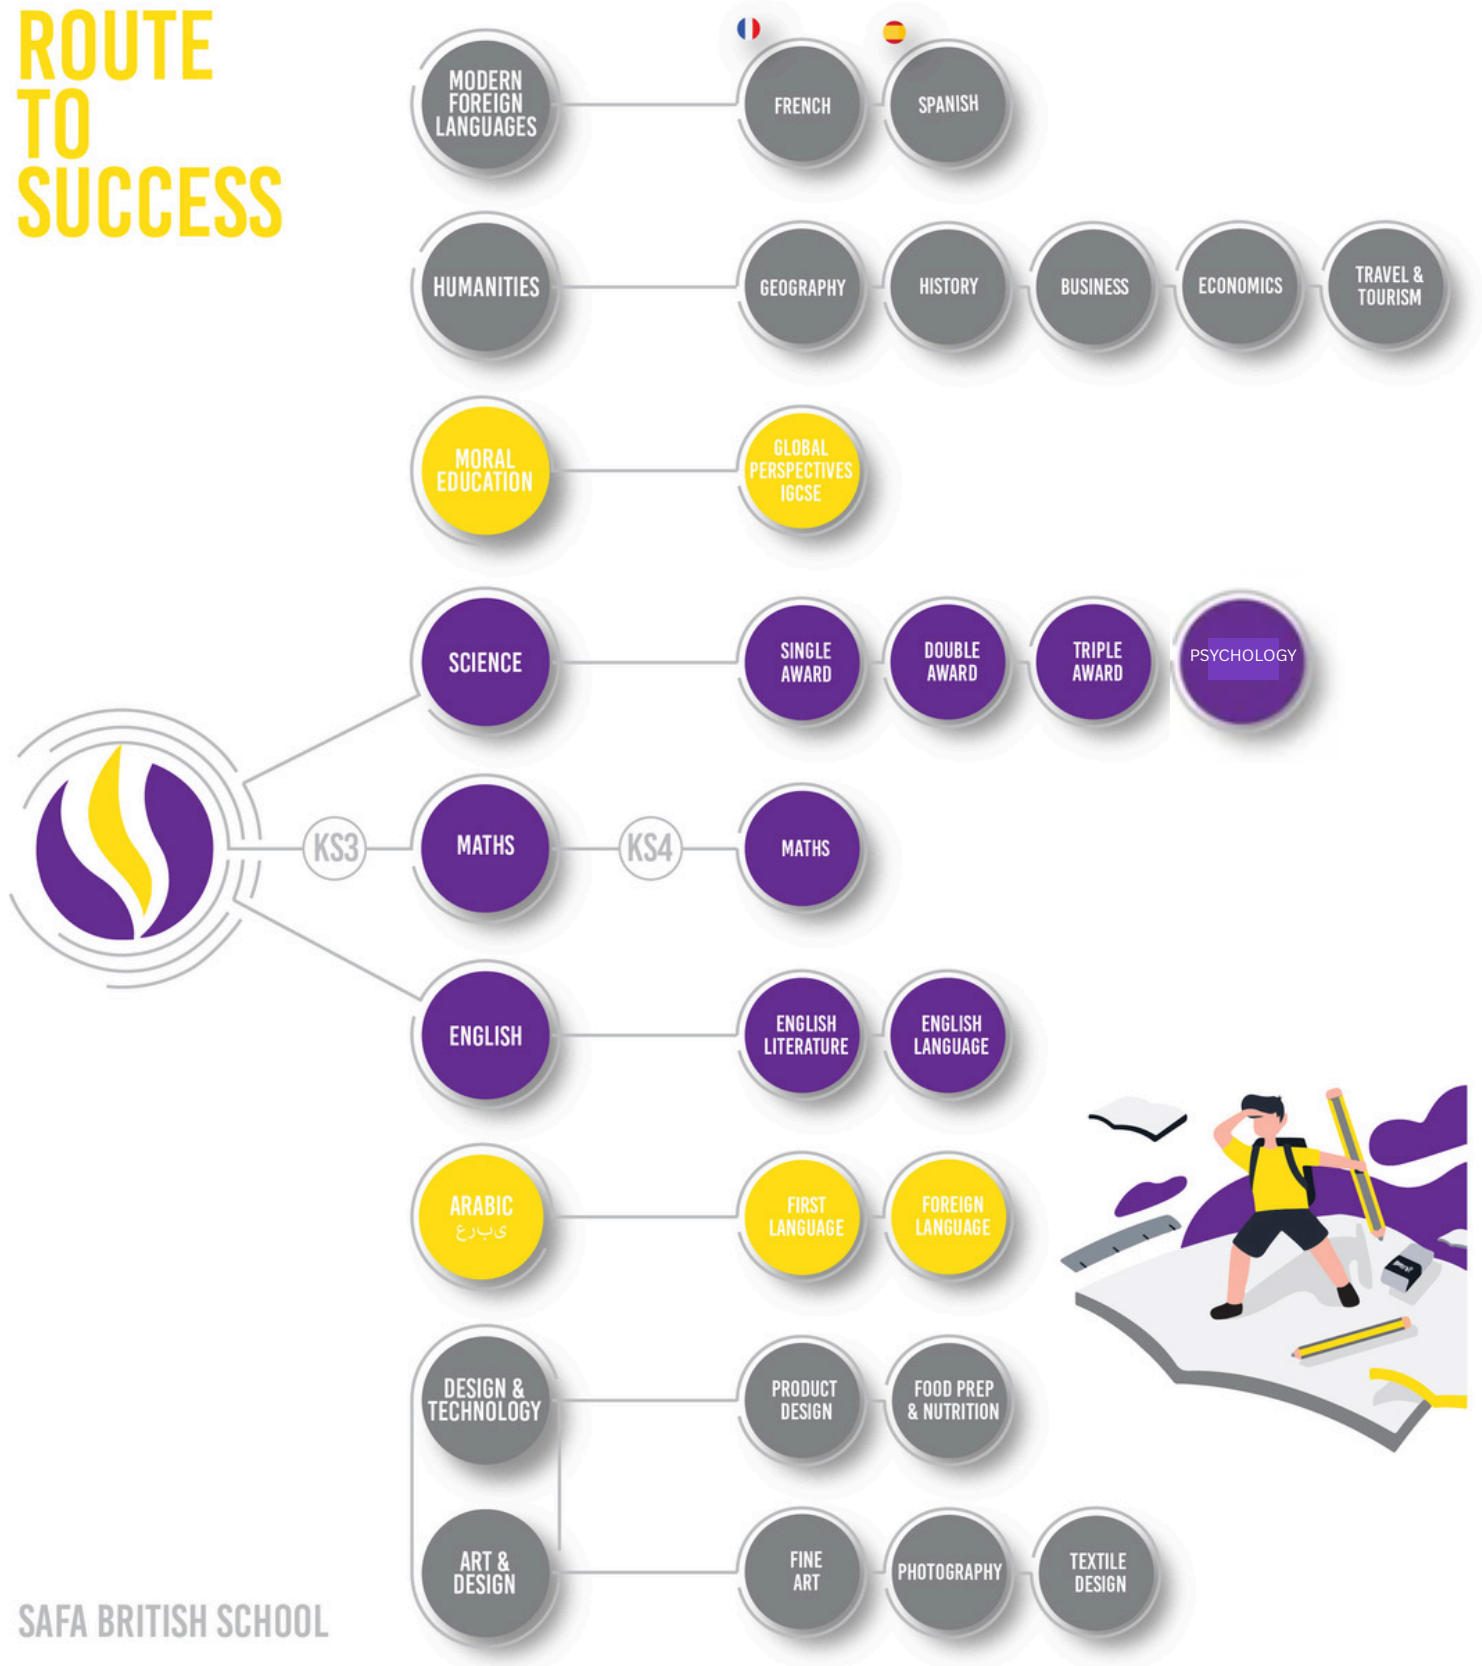 ROUTE
TO
SUCCESS
MODERN
FOREIGN
LANGUAGES
FRENCH
SPANISH
HUMANITIES
GEOGRAPHY
HISTORY
BUSINESS
ECONOMICS
TRAVEL &
TOURISM
MORAL
EDUCATION
GLOBAL
PERSPECTIVES
IGCSE
SCIENCE
SINGLE
AWARD
DOUBLE
AWARD
TRIPLE
AWARD
PSYCHOLOGY
KS3
MATHS
KS4
MATHS
ENGLISH
ENGLISH
LITERATURE
ENGLISH
LANGUAGE
ARABIC
ىبرع
FIRST
LANGUAGE
FOREIGN
LANGUAGE
DESIGN &
TECHNOLOGY
PRODUCT
DESIGN
FOOD PREP
& NUTRITION
ART &
DESIGN
FINE
ART
PHOTOGRAPHY
TEXTILE
DESIGN
SAFA BRITISH SCHOOL